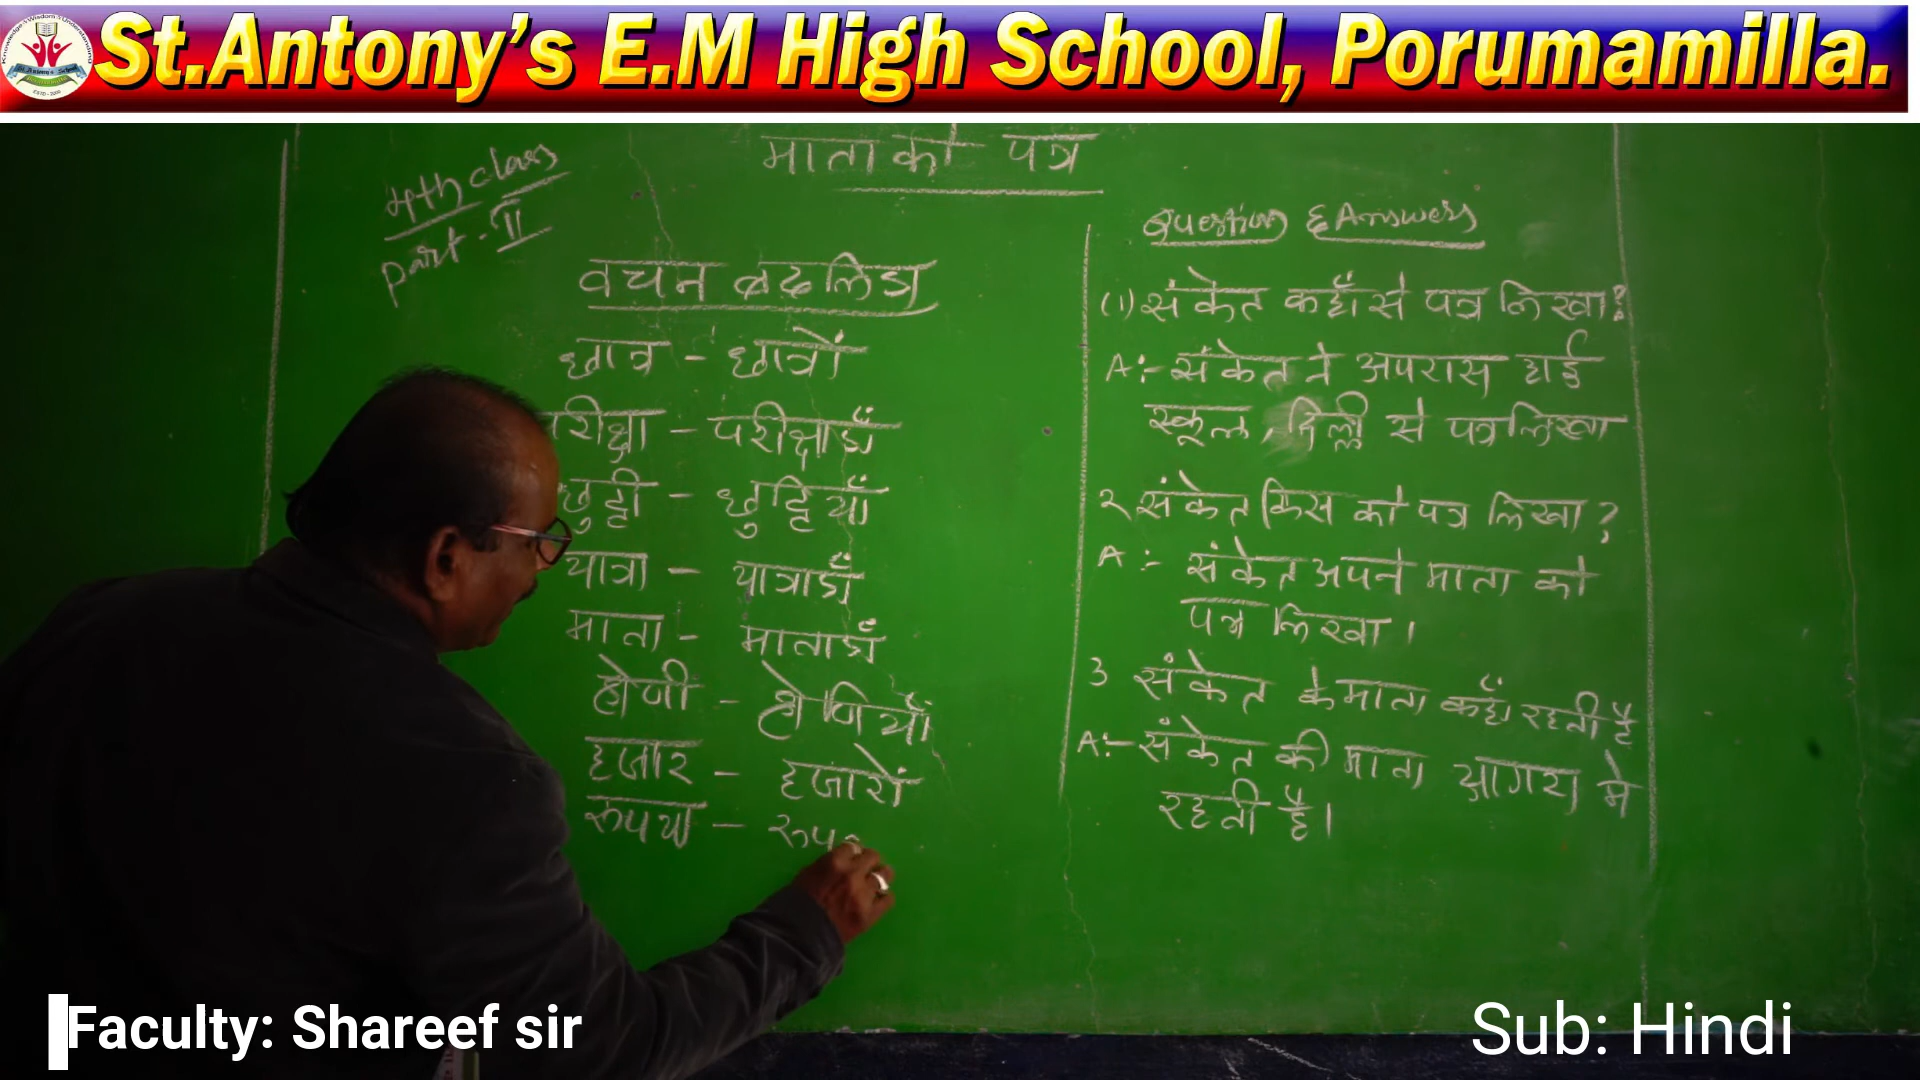 St.Antony's E.M High School, Porumamilla.
माता को पत्र
4th class
Part - II
वचन बदलिए
छात्र - छात्रों
परीक्षा - परीक्षाएँ
छुट्टी - छुट्टियाँ
यात्रा - यात्राएँ
माता - माताएँ
हजार - हजारों
रूपया - रूप
Question & Answers
(1) संकेत कहाँ से पत्र लिखा?
A:- संकेत ने अपरास हाई
स्कूल, दिल्ली से पत्र लिखा
2 संकेत किस को पत्र लिखा?
A:- संकेत अपने माता को
पत्र लिखा।
3 संकेत के माता कहाँ रहती है
A:- संकेत की माता आगरा मे
रहती है।
Faculty: Shareef sir
Sub: Hindi